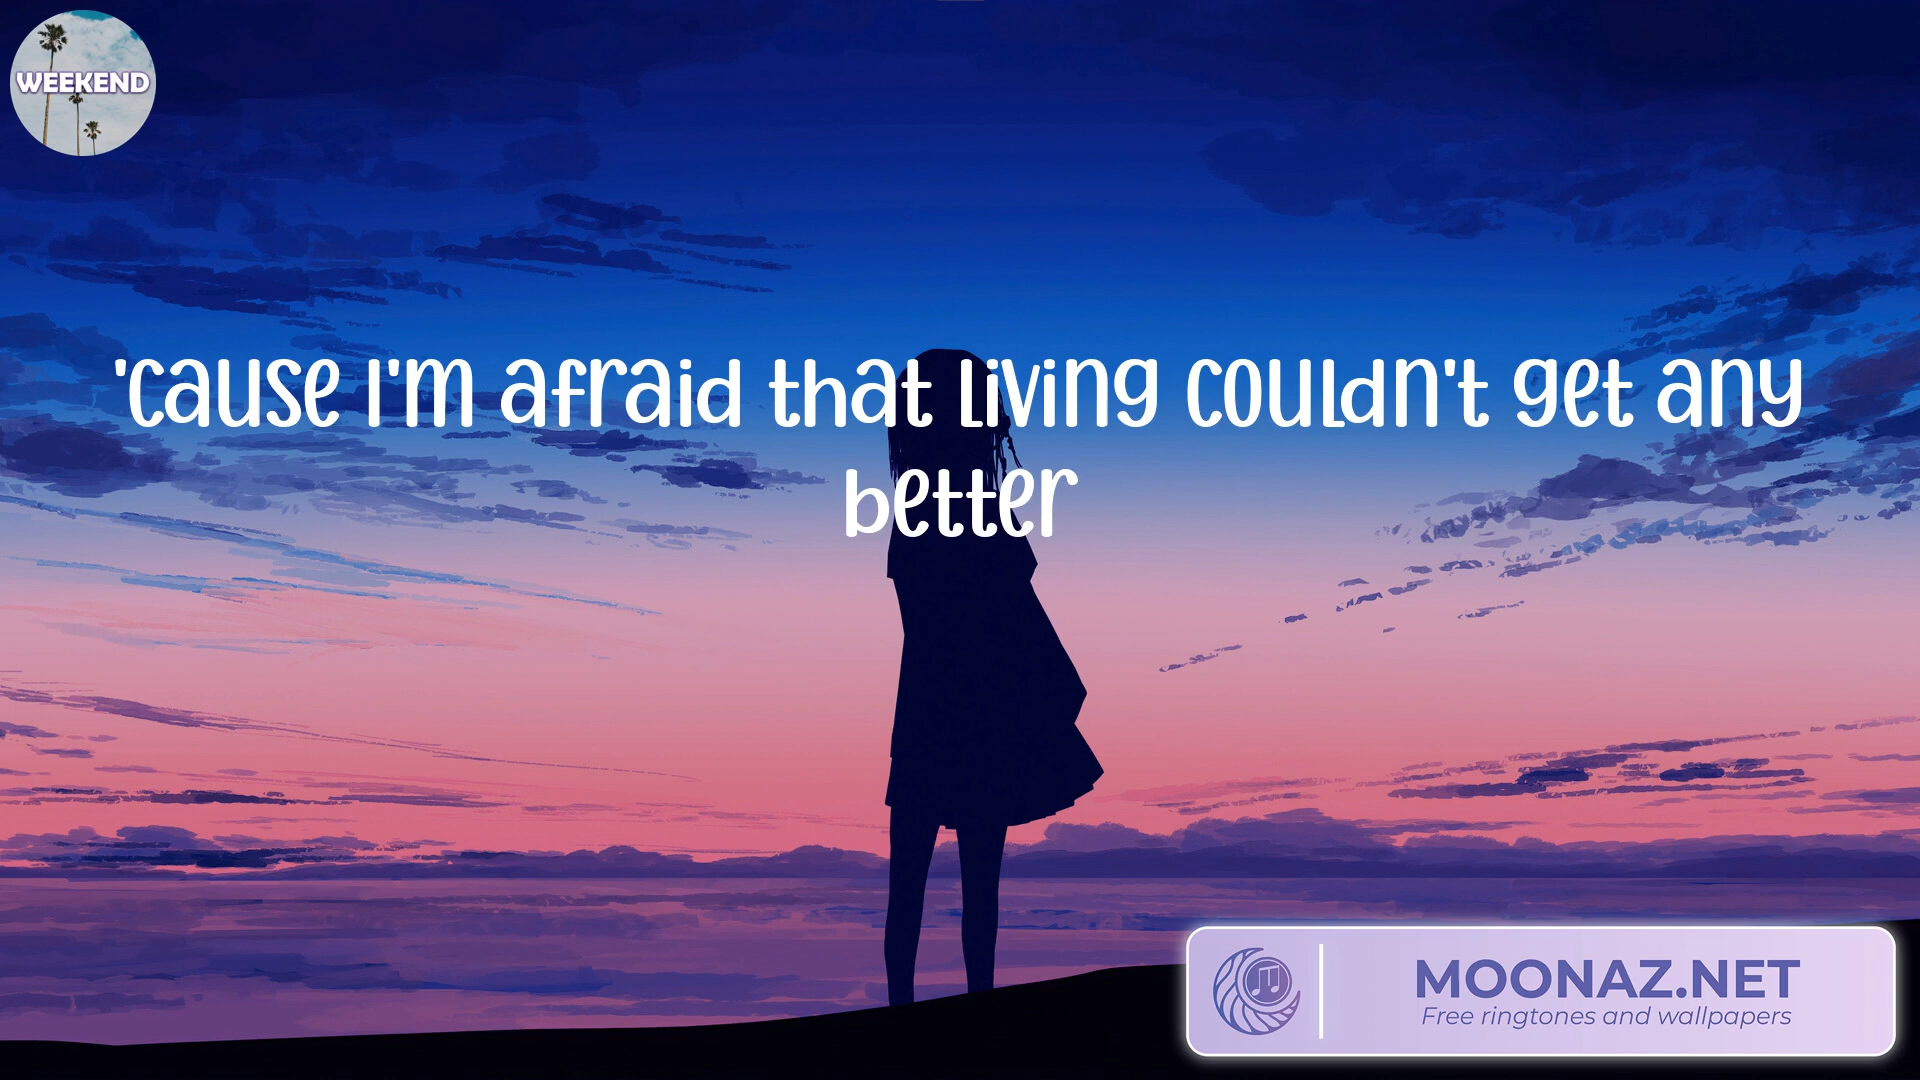 WEEKEND
'cause I'm afraid that living couldn't get any
better
MOONAZ.NET
Free ringtones and wallpapers